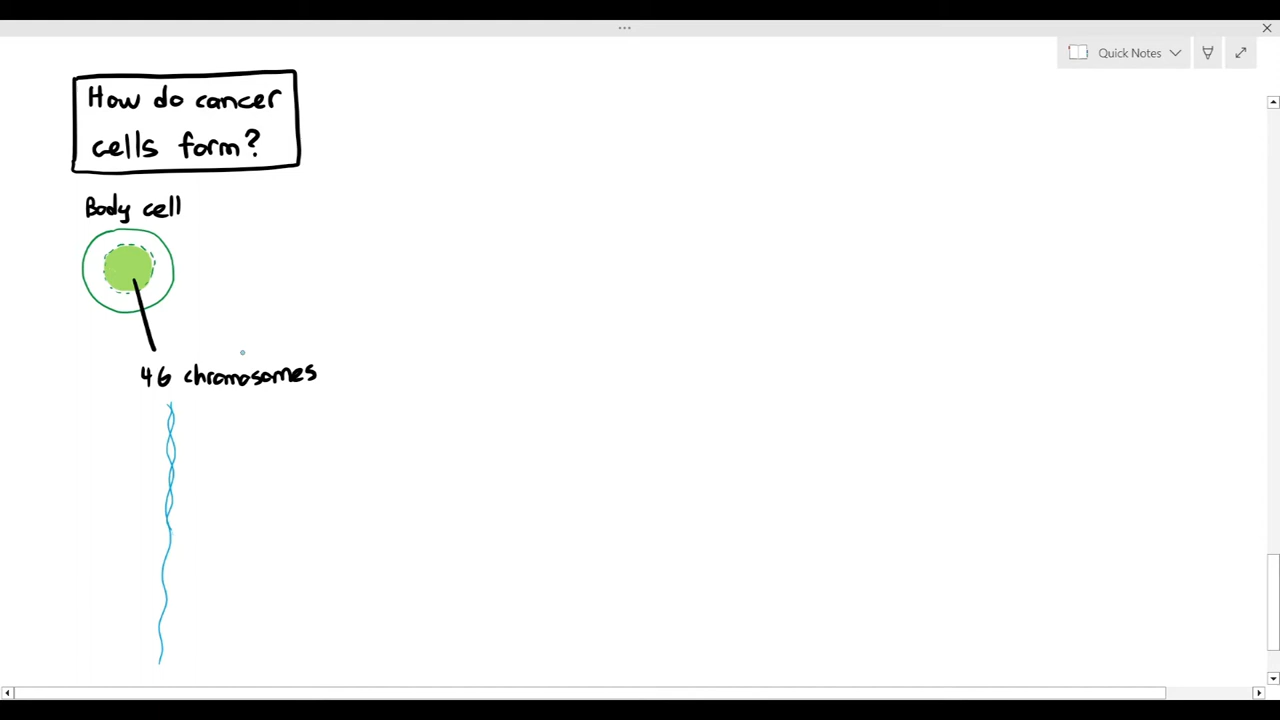 Quick Notes
How do cancer
cells form?
Body cell
46 chromosomes